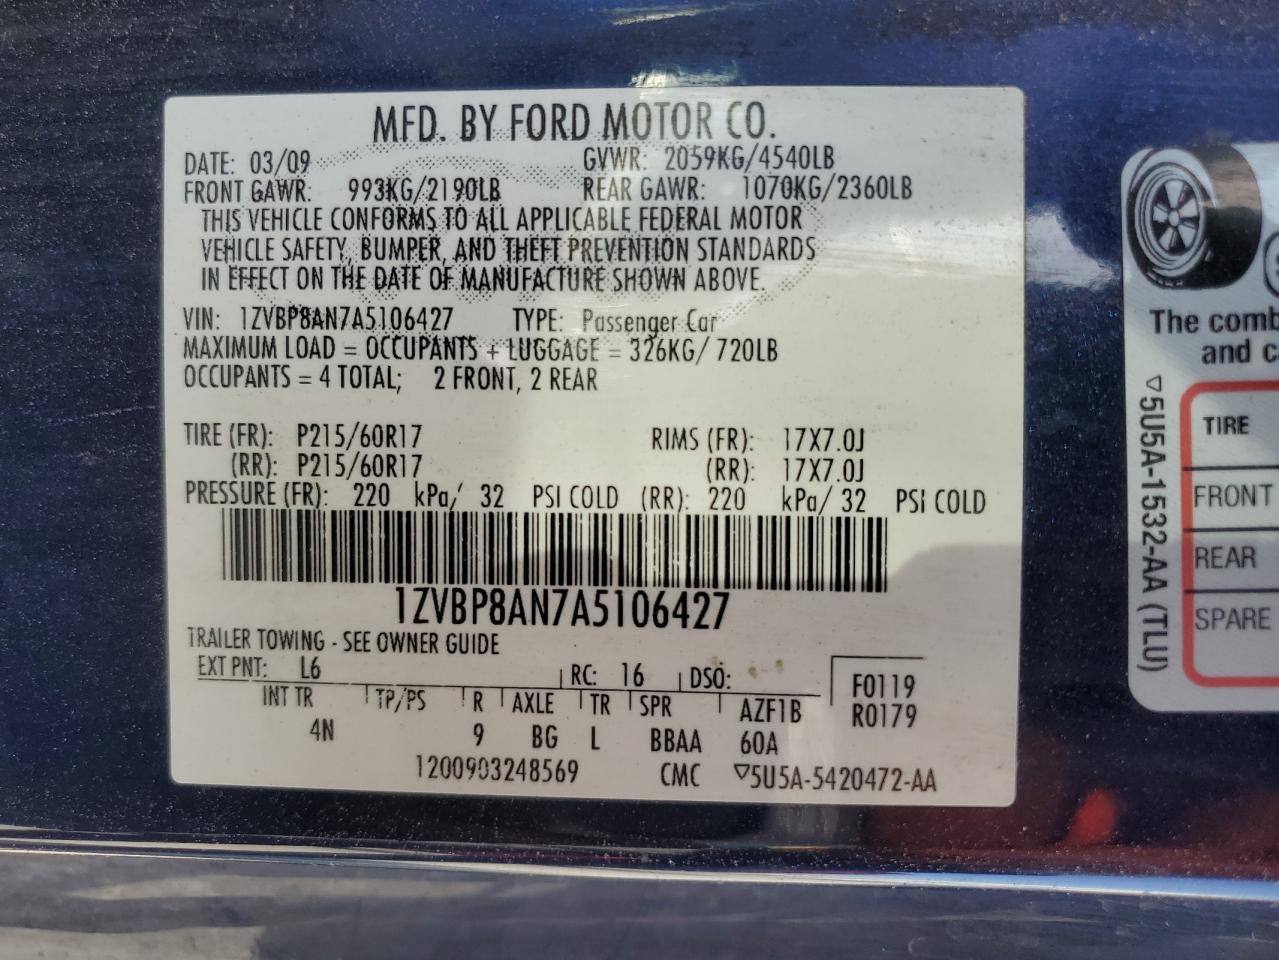 MFD. BY FORD MOTOR CO.
DATE: 03/09 GVWR: 2059KG/4540LB
FRONT GAWR: 993KG/2190LB REAR GAWR: 1070KG/2360LB
THIS VEHICLE CONFORMS TO ALL APPLICABLE FEDERAL MOTOR
VEHICLE SAFETY, BUMPER, AND THEFT PREVENTION STANDARDS
IN EFFECT ON THE DATE OF MANUFACTURE SHOWN ABOVE.
VIN: 1ZVBP8AN7A5106427 TYPE: Passenger Car
MAXIMUM LOAD = OCCUPANTS + LUGGAGE = 326KG/ 720LB
OCCUPANTS = 4 TOTAL; 2 FRONT, 2 REAR
TIRE (FR): P215/60R17 RIMS (FR): 17X7.0J
(RR): P215/60R17 (RR): 17X7.0J
PRESSURE (FR): 220 kPa/ 32 PSI COLD (RR): 220 kPa/ 32 PSI COLD
1ZVBP8AN7A5106427
TRAILER TOWING - SEE OWNER GUIDE
EXT PNT: L6 RC: 16 DSO:
INT TR TP/PS R AXLE TR SPR AZF1B
4N 9 BG L BBAA 60A
F0119
R0179
1200903248569 CMC ▽5U5A-5420472-AA
The comb
and c
TIRE
FRONT
REAR
SPARE
▽5U5A-1532-AA (TLU)